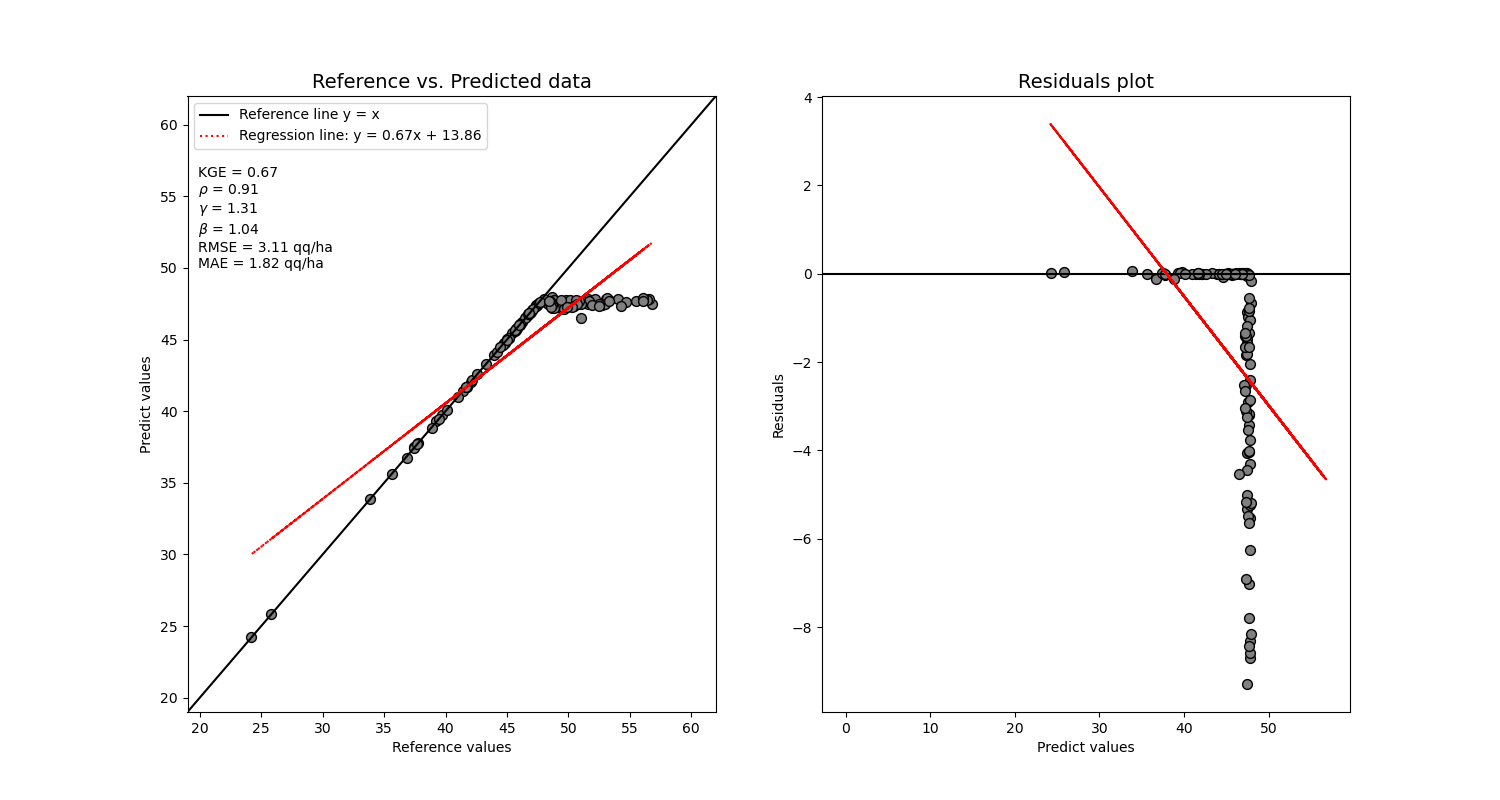 Reference vs. Predicted data
Reference line y = x
Regression line: y = 0.67x + 13.86
KGE = 0.67
ρ = 0.91
γ = 1.31
β = 1.04
RMSE = 3.11 qq/ha
MAE = 1.82 qq/ha
60
55
50
45
40
35
30
25
20
Predict values
20 25 30 35 40 45 50 55 60
Reference values
Residuals plot
4
2
0
−2
−4
−6
−8
Residuals
0 10 20 30 40 50
Predict values